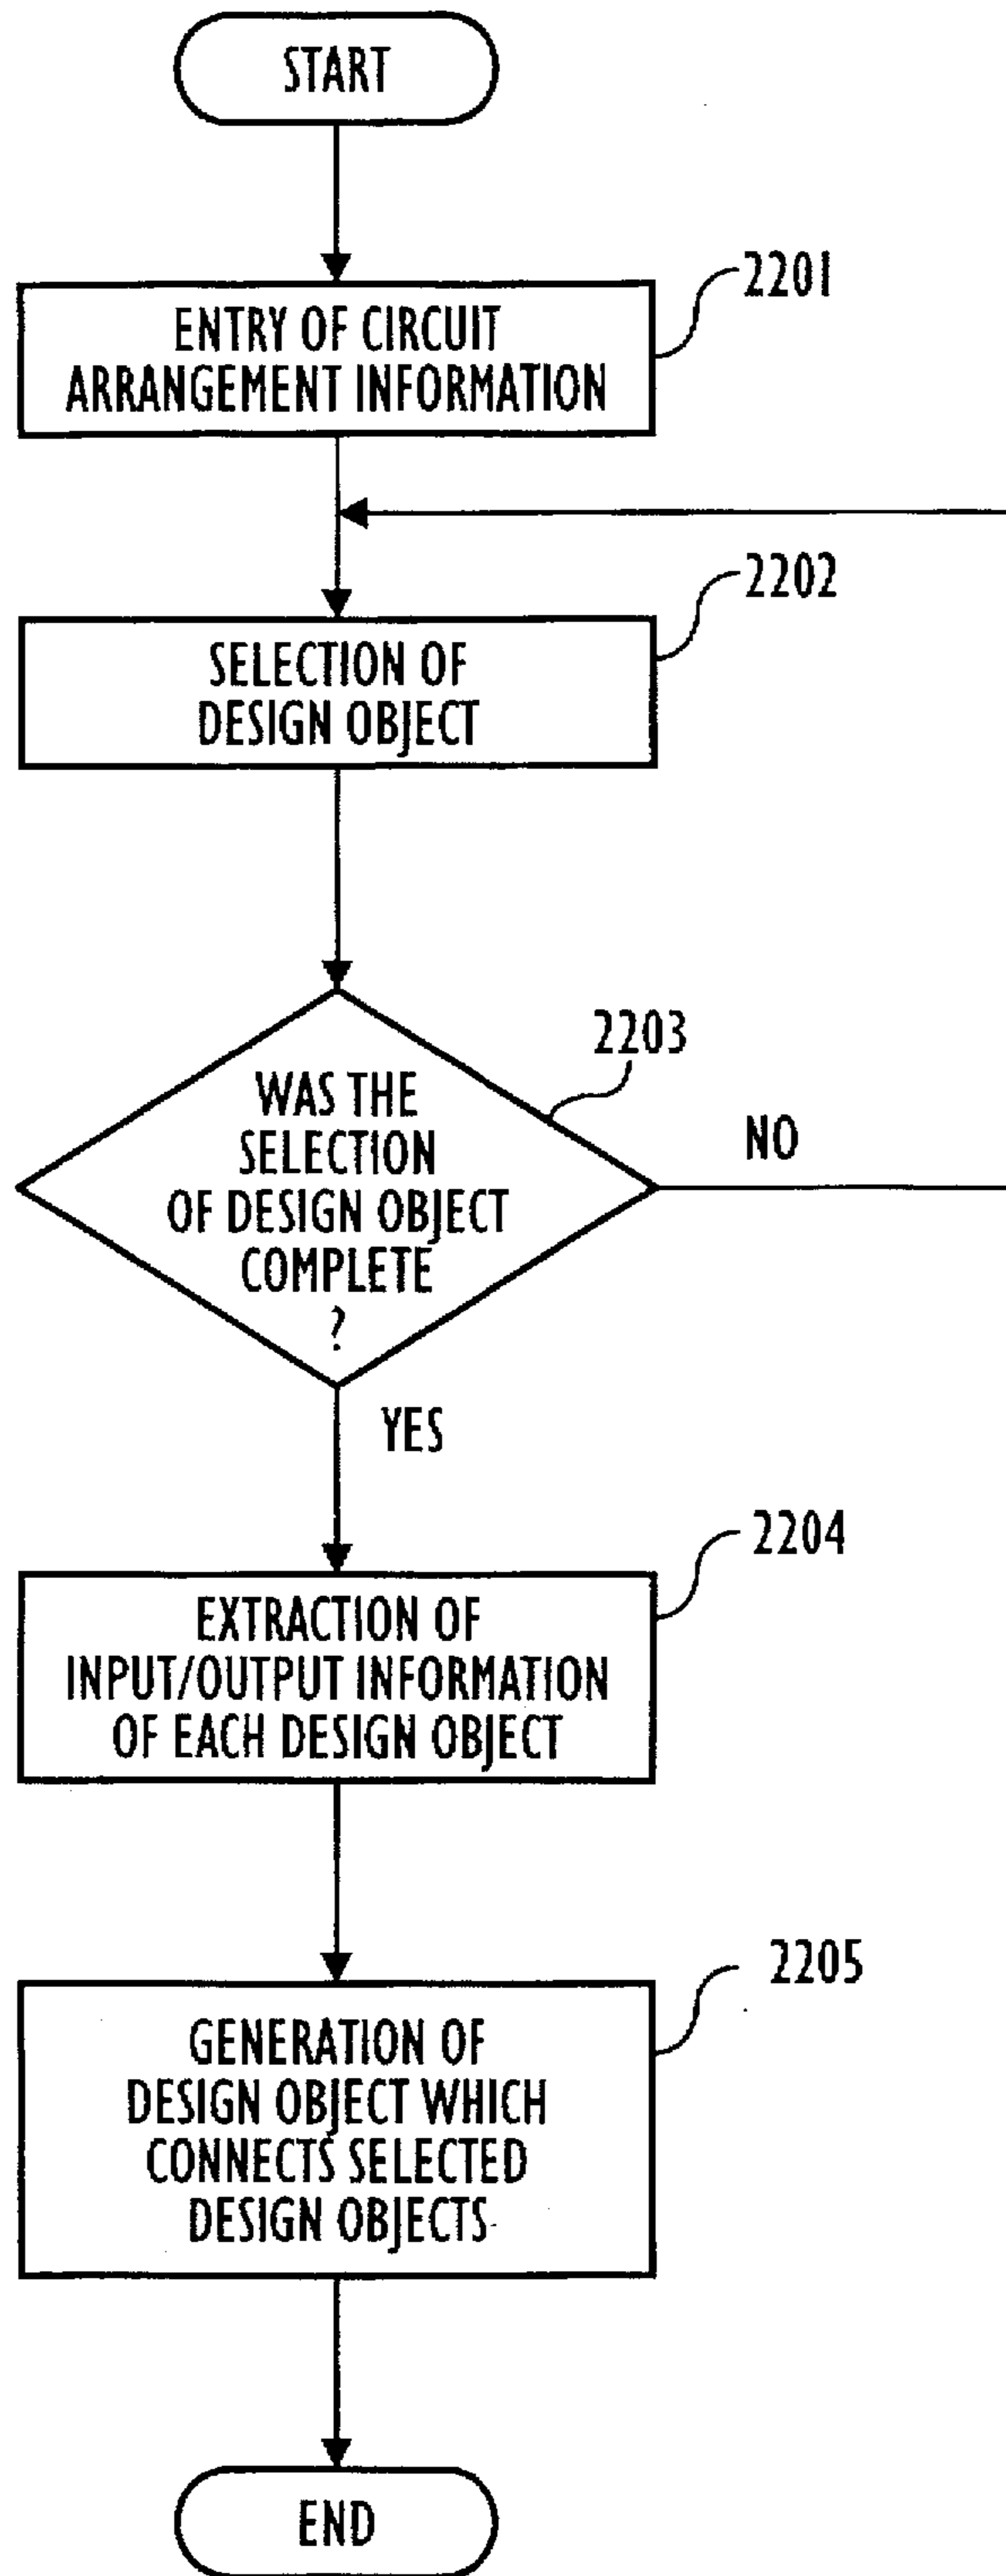 START
2201
ENTRY OF CIRCUIT
ARRANGEMENT INFORMATION
2202
SELECTION OF
DESIGN OBJECT
2203
WAS THE
SELECTION
OF DESIGN OBJECT
COMPLETE
?
NO
YES
2204
EXTRACTION OF
INPUT/OUTPUT INFORMATION
OF EACH DESIGN OBJECT
2205
GENERATION OF
DESIGN OBJECT WHICH
CONNECTS SELECTED
DESIGN OBJECTS
END